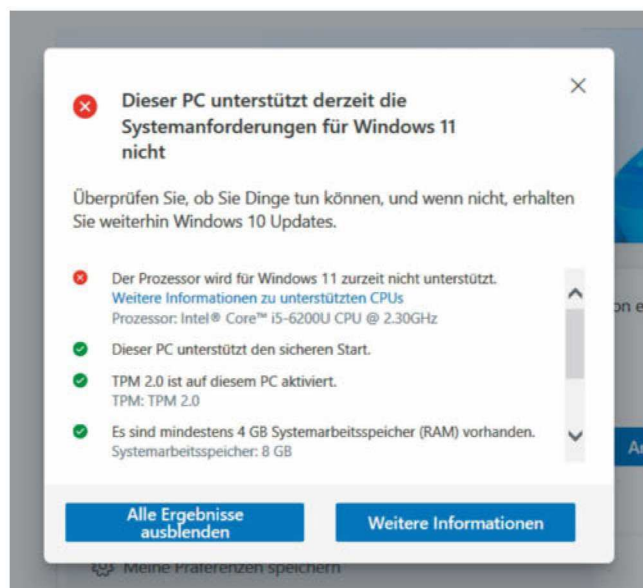 Dieser PC unterstützt derzeit die
Systemanforderungen für Windows 11
nicht
Überprüfen Sie, ob Sie Dinge tun können, und wenn nicht, erhalten
Sie weiterhin Windows 10 Updates.
Der Prozessor wird für Windows 11 zurzeit nicht unterstützt.
Weitere Informationen zu unterstützten CPUs
Prozessor: Intel® Core™ i5-6200U CPU @ 2.30GHz
Dieser PC unterstützt den sicheren Start.
TPM 2.0 ist auf diesem PC aktiviert.
TPM: TPM 2.0
Es sind mindestens 4 GB Systemarbeitsspeicher (RAM) vorhanden.
Systemarbeitsspeicher: 8 GB
Alle Ergebnisse
ausblenden
Weitere Informationen
Meine Präferenzen speichern